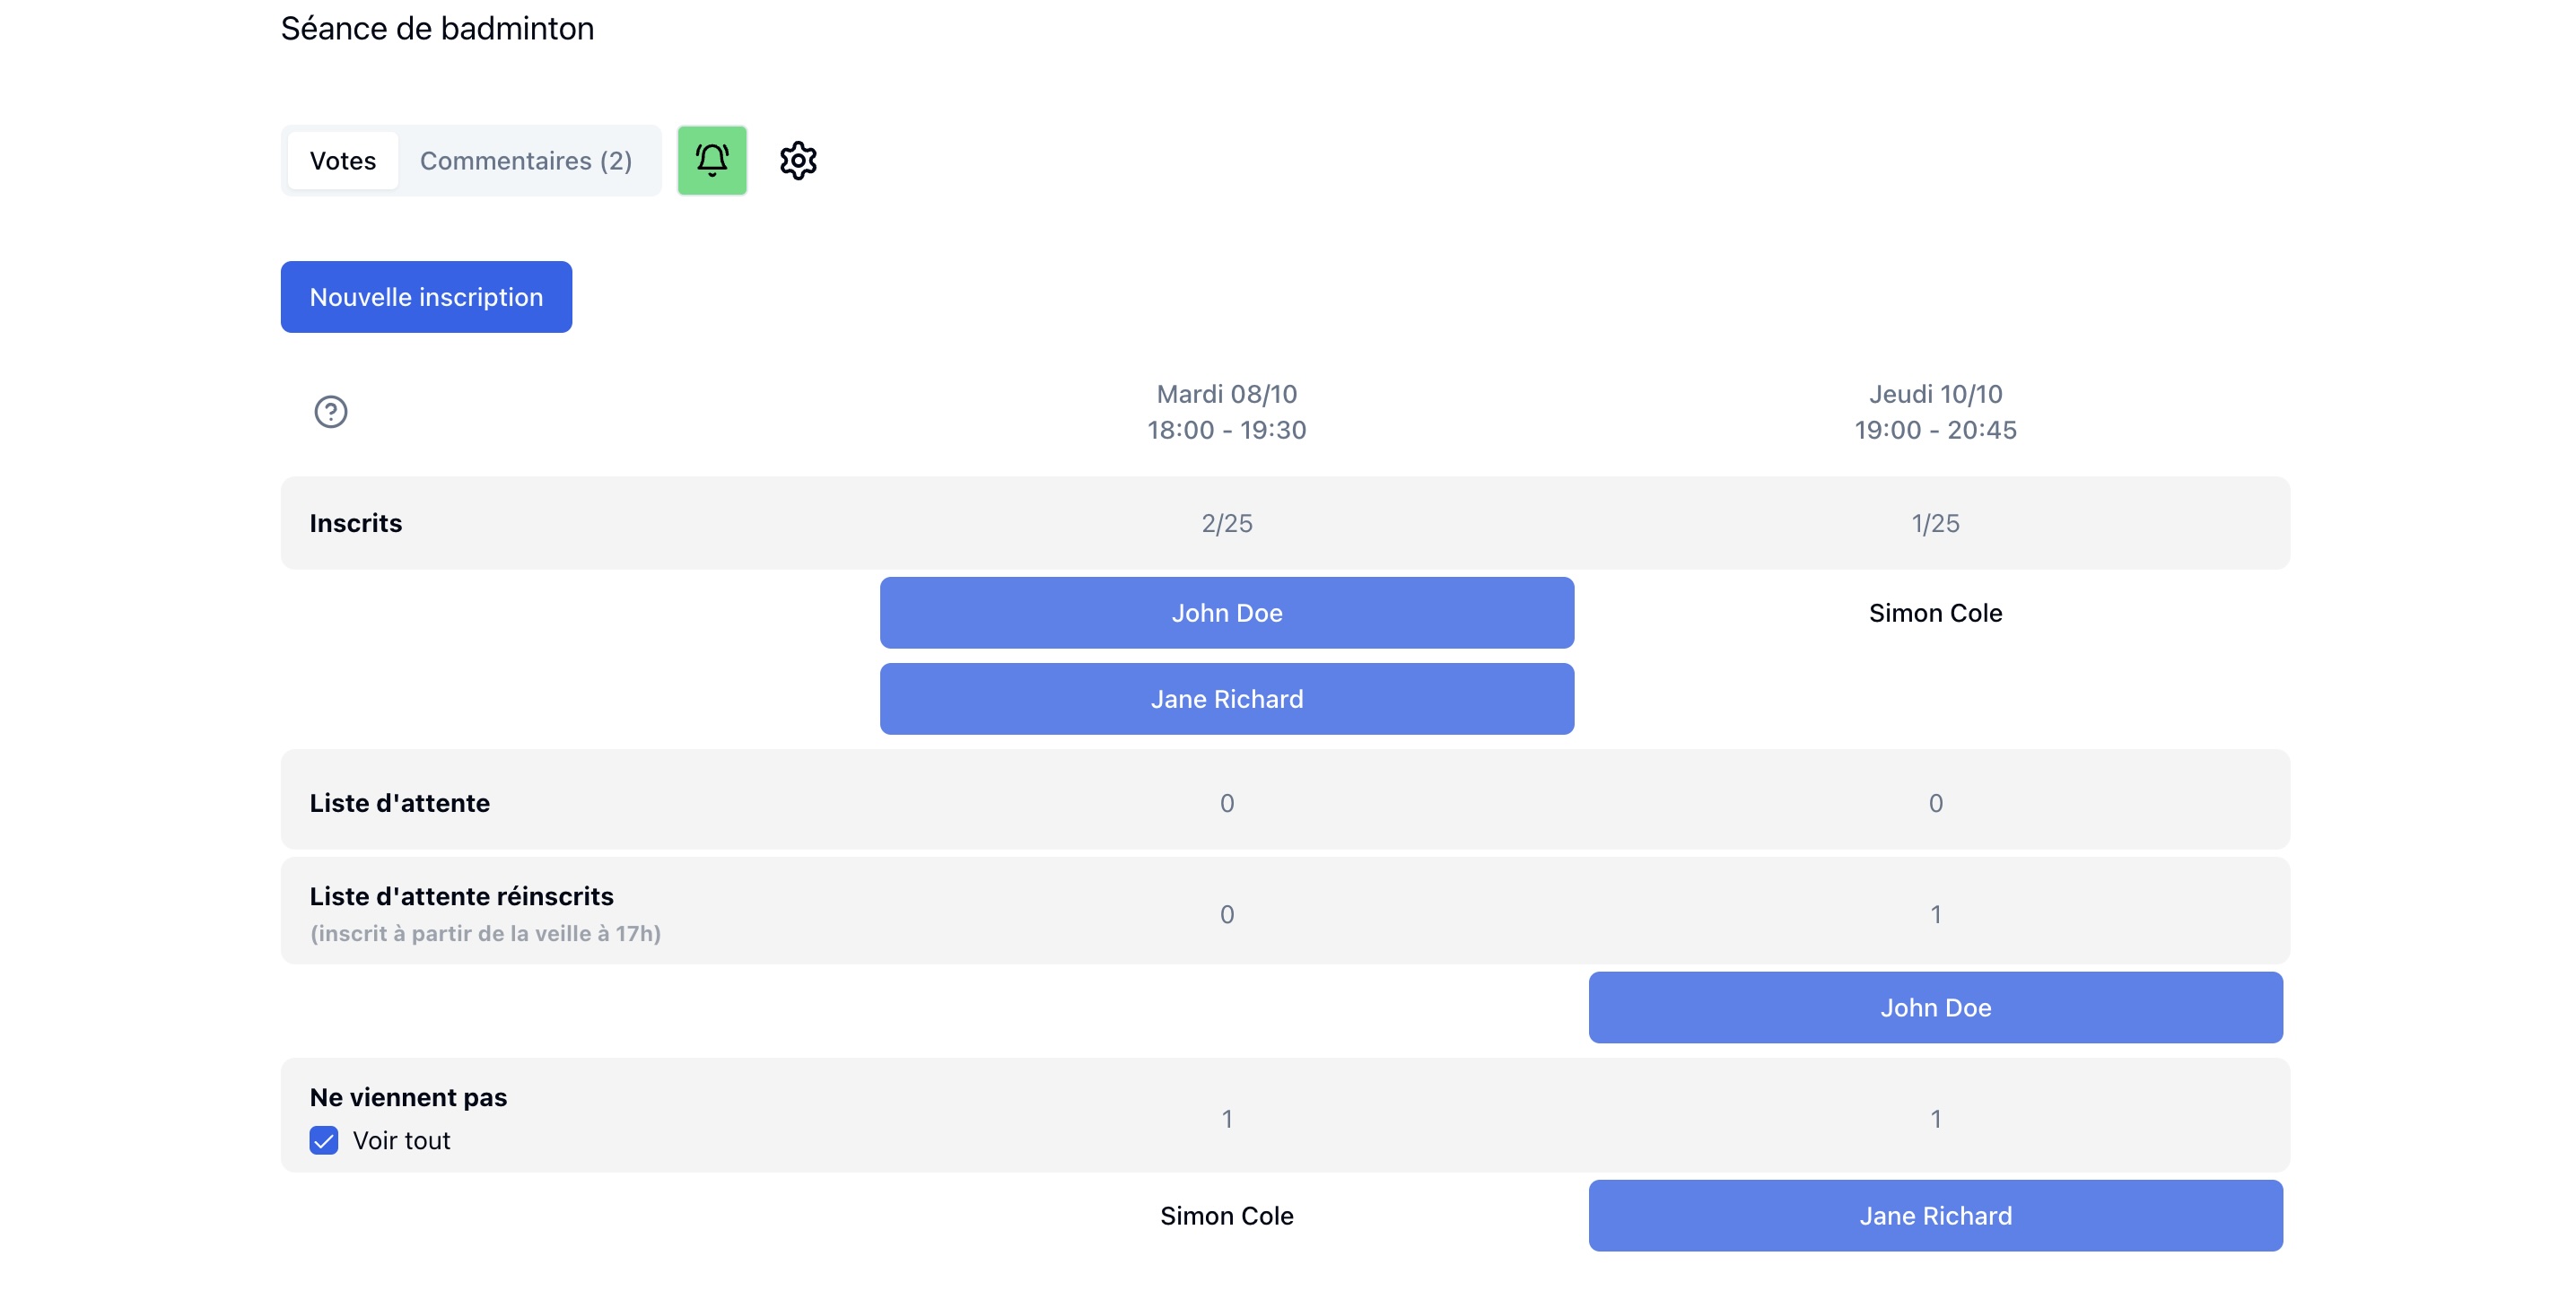 Séance de badminton
Votes
Commentaires (2)
Nouvelle inscription
Mardi 08/10
18:00 - 19:30
Jeudi 10/10
19:00 - 20:45
Inscrits
2/25
1/25
John Doe
Simon Cole
Jane Richard
Liste d'attente
0
0
Liste d'attente réinscrits
(inscrit à partir de la veille à 17h)
0
1
John Doe
Ne viennent pas
Voir tout
1
1
Simon Cole
Jane Richard